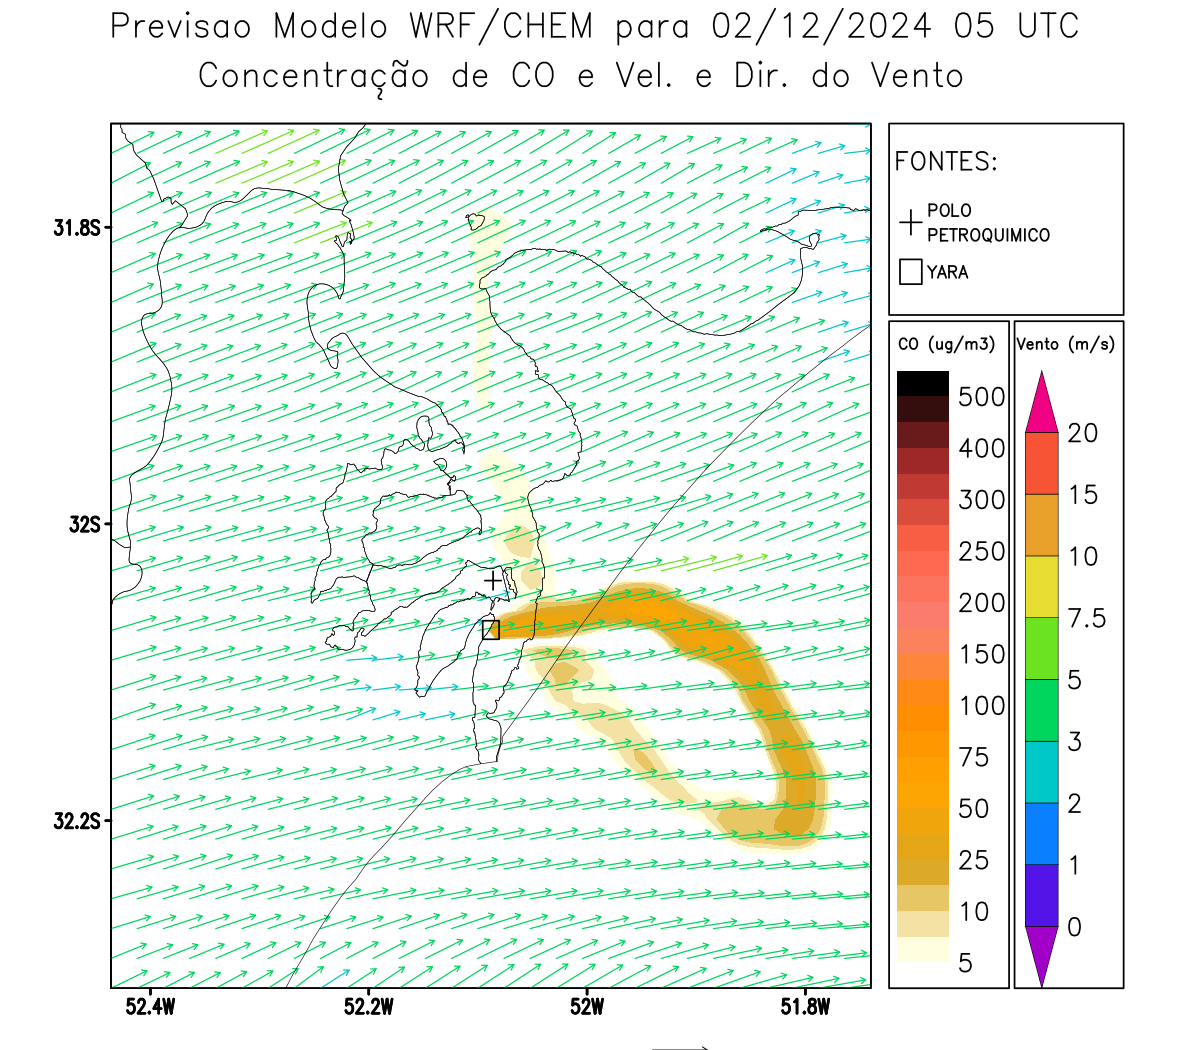 Previsao Modelo WRF/CHEM para 02/12/2024 05 UTC
Concentração de CO e Vel. e Dir. do Vento
FONTES:
POLO
PETROQUIMICO
YARA
CO (ug/m3)
500
400
300
250
200
150
100
75
50
25
10
5
Vento (m/s)
20
15
10
7.5
5
3
2
1
0
31.8S
32S
32.2S
52.4W
52.2W
52W
51.8W